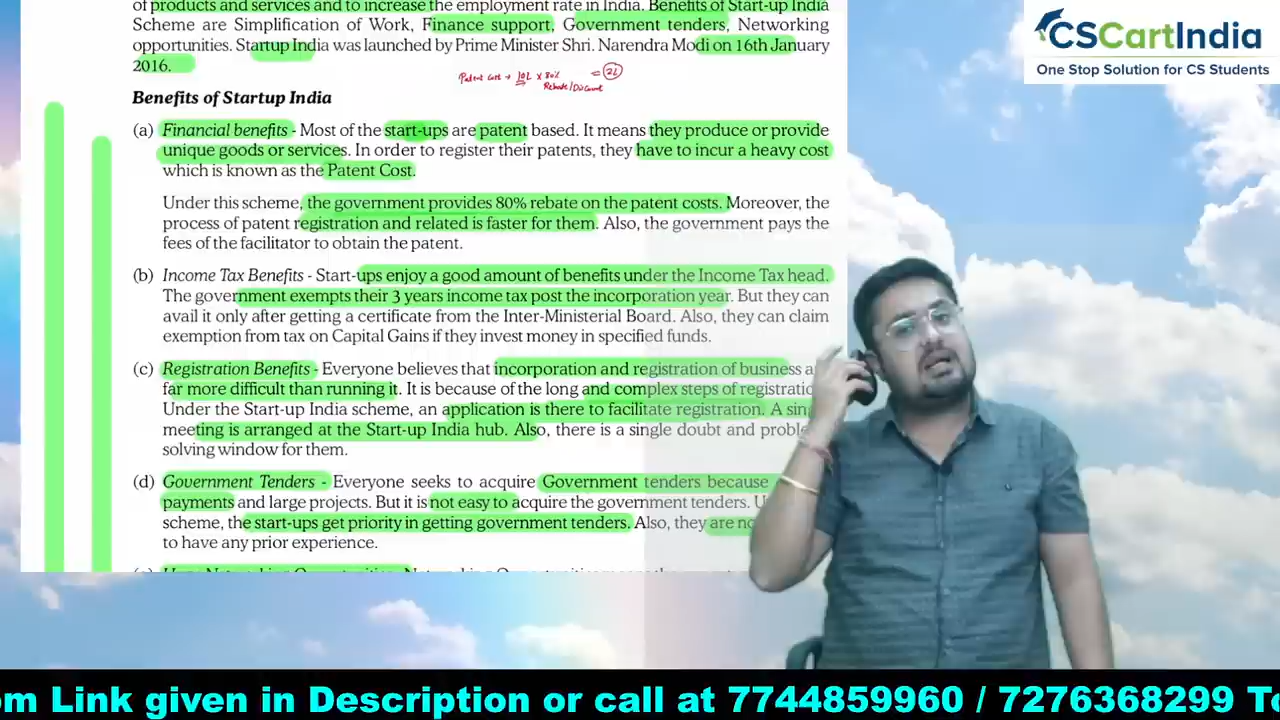 of products and services and to increase the employment rate in India. Benefits of Start-up India
Scheme are Simplification of Work, Finance support, Government tenders, Networking
opportunities. Startup India was launched by Prime Minister Shri. Narendra Modi on 16th January
2016.
Patent Cost → 10L x 80% = 2L
Rebate/Discount
Benefits of Startup India
(a) Financial benefits - Most of the start-ups are patent based. It means they produce or provide
unique goods or services. In order to register their patents, they have to incur a heavy cost
which is known as the Patent Cost.
Under this scheme, the government provides 80% rebate on the patent costs. Moreover, the
process of patent registration and related is faster for them. Also, the government pays the
fees of the facilitator to obtain the patent.
(b) Income Tax Benefits - Start-ups enjoy a good amount of benefits under the Income Tax head.
The government exempts their 3 years income tax post the incorporation year. But they can
avail it only after getting a certificate from the Inter-Ministerial Board. Also, they can claim
exemption from tax on Capital Gains if they invest money in specified funds.
(c) Registration Benefits - Everyone believes that incorporation and registration of business a
far more difficult than running it. It is because of the long and complex steps of registratio
Under the Start-up India scheme, an application is there to facilitate registration. A sin
meeting is arranged at the Start-up India hub. Also, there is a single doubt and proble
solving window for them.
(d) Government Tenders - Everyone seeks to acquire Government tenders because
payments and large projects. But it is not easy to acquire the government tenders. U
scheme, the start-ups get priority in getting government tenders. Also, they are no
to have any prior experience.
CSCartIndia
One Stop Solution for CS Students
om Link given in Description or call at 7744859960 / 7276368299 To